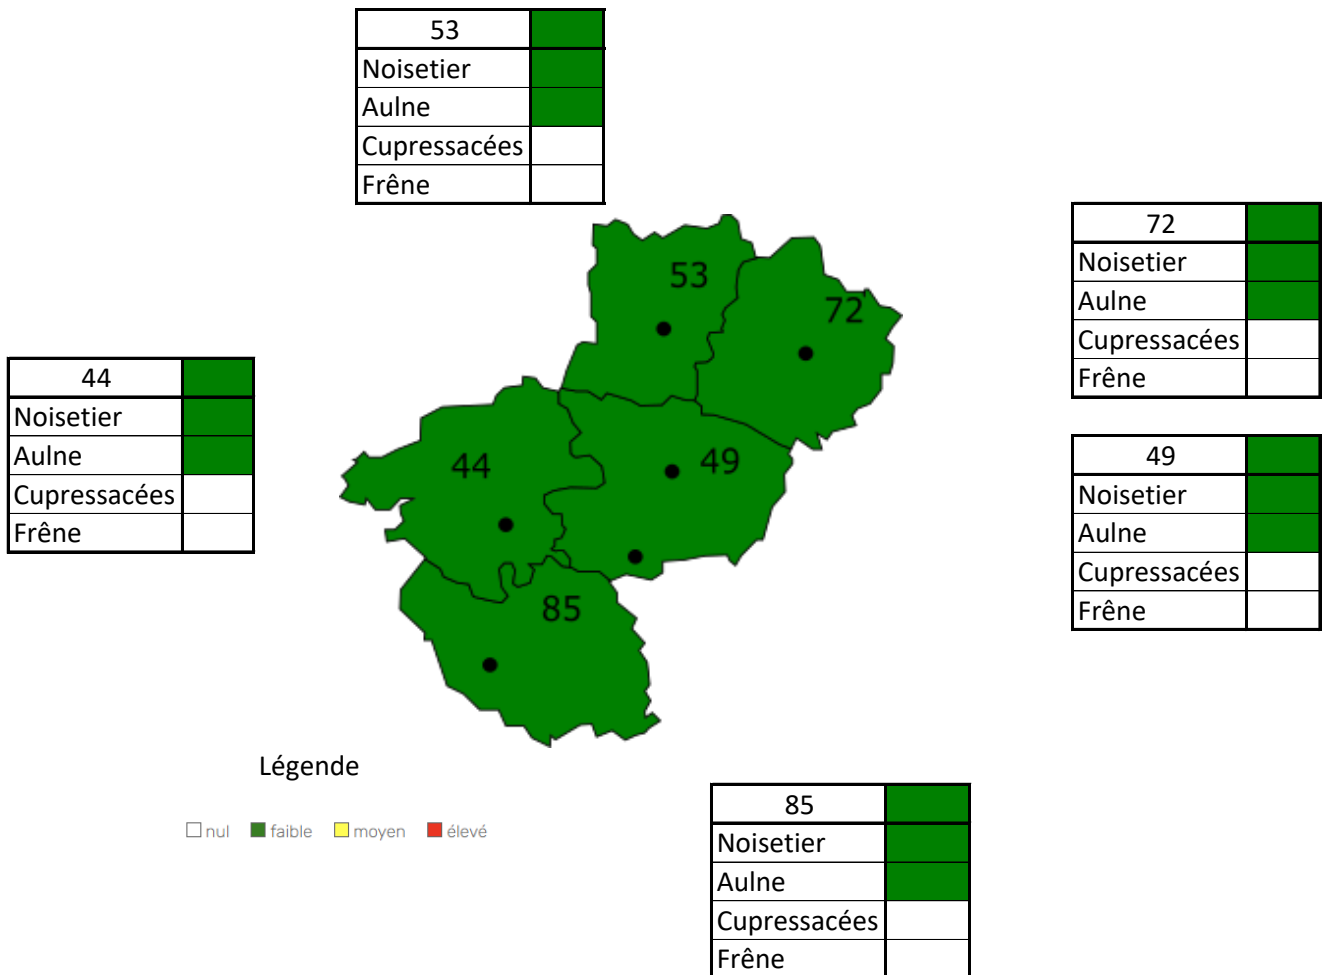 53
Noisetier
Aulne
Cupressacées
Frêne
72
Noisetier
Aulne
Cupressacées
Frêne
53
72
44
Noisetier
Aulne
Cupressacées
Frêne
44
49
49
Noisetier
Aulne
Cupressacées
Frêne
85
Légende
nul faible moyen élevé
85
Noisetier
Aulne
Cupressacées
Frêne